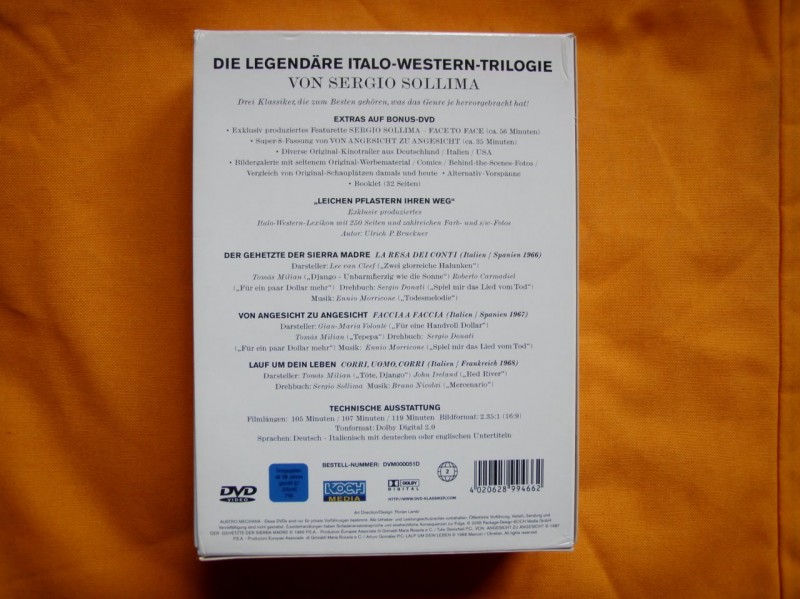 DIE LEGENDÄRE ITALO-WESTERN-TRILOGIE
VON SERGIO SOLLIMA
Drei Klassiker, die zum Besten gehören, was das Genre je hervorgebracht hat!
EXTRAS AUF BONUS-DVD
• Exklusiv produziertes Featurette SERGIO SOLLIMA – FACE TO FACE (ca. 56 Minuten)
• Super-8-Fassung von VON ANGESICHT ZU ANGESICHT (ca. 35 Minuten)
• Diverse Original-Kinotrailer aus Deutschland / Italien / USA
• Bildergalerie mit seltenem Original-Werbematerial / Comics / Behind-the-Scenes-Fotos /
Vergleich von Original-Schauplätzen damals und heute • Alternativ-Vorspänne
• Booklet (32 Seiten)
„LEICHEN PFLASTERN IHREN WEG“
Exklusiv produziertes
Italo-Western-Lexikon mit 250 Seiten und zahlreichen Farb- und s/w-Fotos
Autor: Ulrich P. Bruckner
DER GEHETZTE DER SIERRA MADRE LA RESA DEI CONTI (Italien / Spanien 1966)
Darsteller: Lee van Cleef („Zwei glorreiche Halunken“)
Tomás Milian („Django - Unbarmherzig wie die Sonne“) Roberto Carmadiel
(„Für ein paar Dollar mehr“) Drehbuch: Sergio Donati („Spiel mir das Lied vom Tod“)
Musik: Ennio Morricone („Todesmelodie“)
VON ANGESICHT ZU ANGESICHT FACCIA A FACCIA (Italien / Spanien 1967)
Darsteller: Gian-Maria Volonté („Für eine Handvoll Dollar“)
Tomás Milian („Tepepa“) Drehbuch: Sergio Donati
(„Für ein paar Dollar mehr“) Musik: Ennio Morricone („Spiel mir das Lied vom Tod“)
LAUF UM DEIN LEBEN CORRI, UOMO, CORRI (Italien / Frankreich 1968)
Darsteller: Tomás Milian („Töte, Django“) John Ireland („Red River“)
Drehbuch: Sergio Sollima Musik: Bruno Nicolai („Mercenario“)
TECHNISCHE AUSSTATTUNG
Filmlängen: 105 Minuten / 107 Minuten / 119 Minuten Bildformat: 2.35:1 (16:9)
Tonformat: Dolby Digital 2.0
Sprachen: Deutsch - Italienisch mit deutschen oder englischen Untertiteln
BESTELL-NUMMER: DVM000051D
DVD
VIDEO
KOCH
MEDIA
DOLBY
DIGITAL
2
HTTP://WWW.DVD-KLASSIKER.COM
4 020628 994662